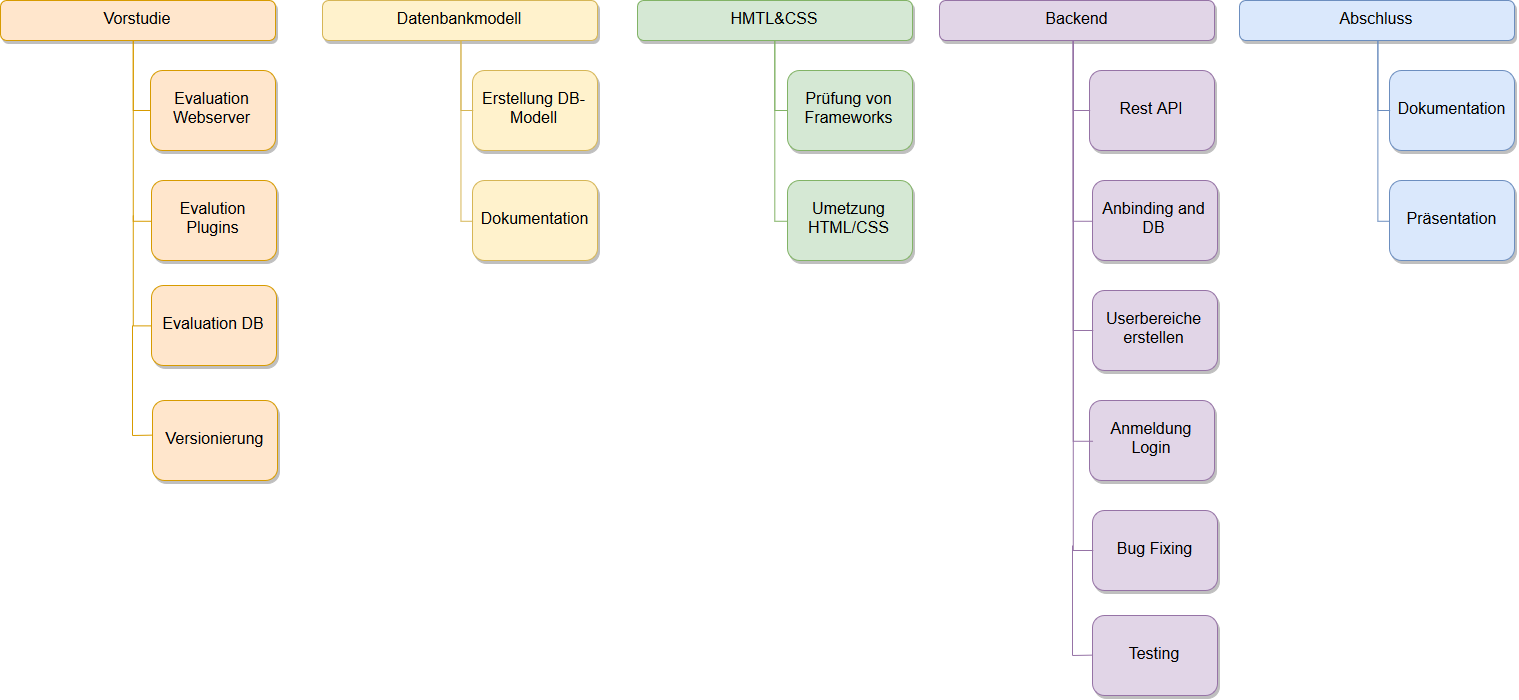 Vorstudie
Evaluation
Webserver
Evalution
Plugins
Evaluation DB
Versionierung
Datenbankmodell
Erstellung DB-
Modell
Dokumentation
HMTL&CSS
Prüfung von
Frameworks
Umetzung
HTML/CSS
Backend
Rest API
Anbinding and
DB
Userbereiche
erstellen
Anmeldung
Login
Bug Fixing
Testing
Abschluss
Dokumentation
Präsentation